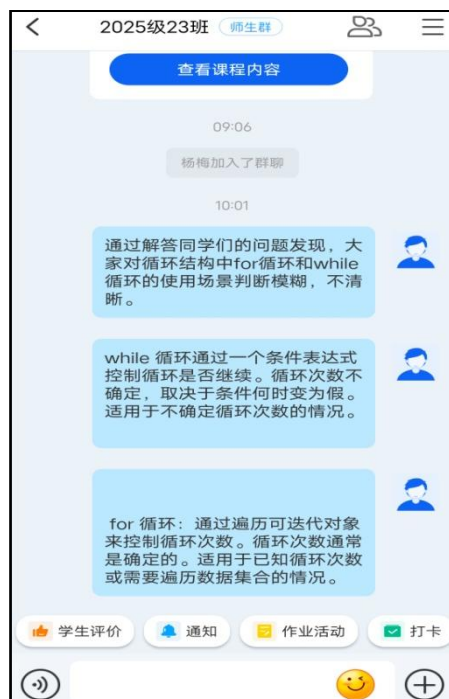 2025级23班 师生群
查看课程内容
09:06
杨梅加入了群聊
10:01
通过解答同学们的问题发现，大
家对循环结构中for循环和while
循环的使用场景判断模糊，不清
晰。
while 循环通过一个条件表达式
控制循环是否继续。循环次数不
确定，取决于条件何时变为假。
适用于不确定循环次数的情况。
for 循环：通过遍历可迭代对象
来控制循环次数。循环次数通常
是确定的。适用于已知循环次数
或需要遍历数据集合的情况。
学生评价 通知 作业活动 打卡